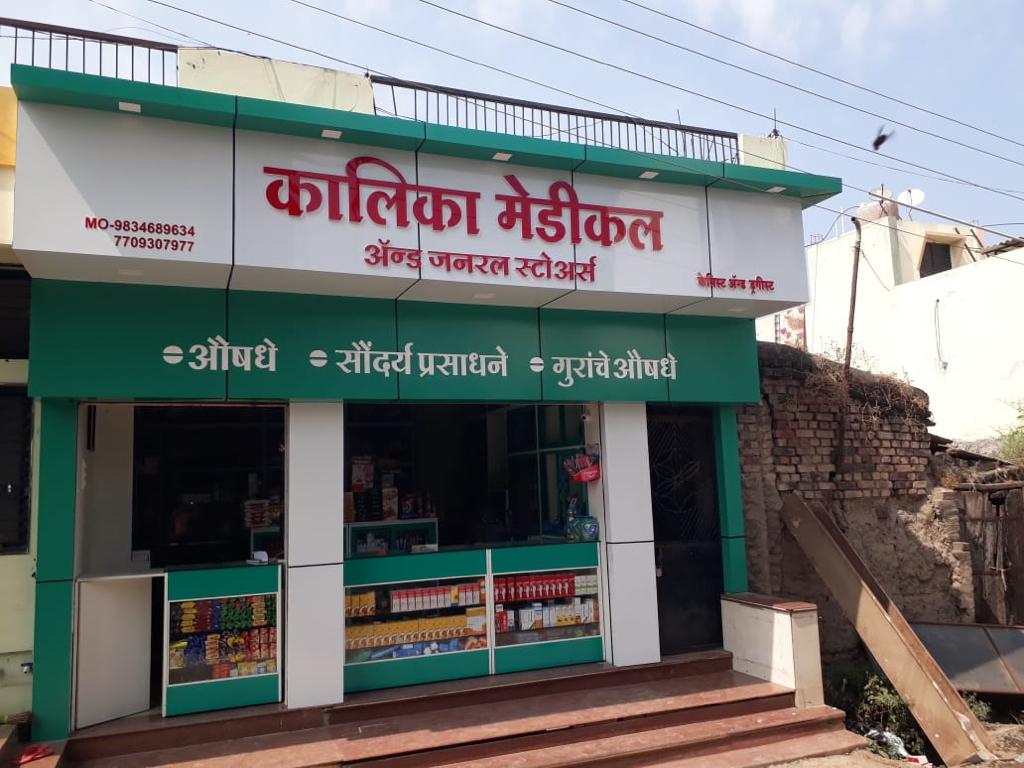 कालिका मेडीकल
ॲन्ड जनरल स्टोअर्स
MO-9834689634
7709307977
केमिस्ट ॲन्ड ड्रगीस्ट
औषधे सौंदर्य प्रसाधने गुरांचे औषधे